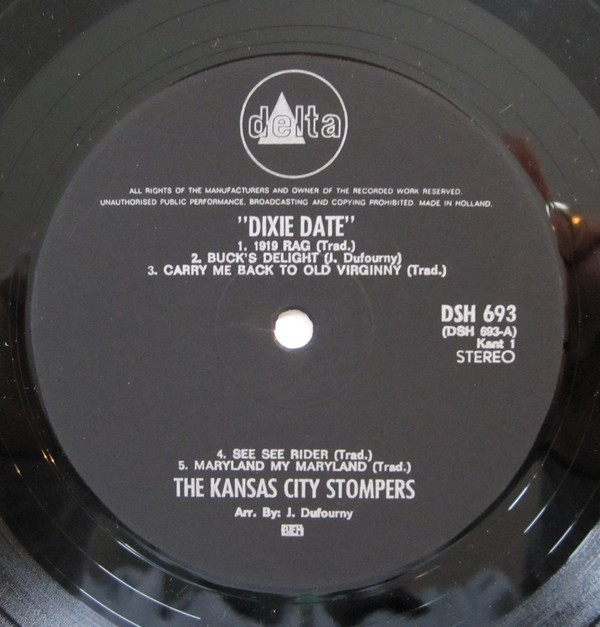 delta
ALL RIGHTS OF THE MANUFACTURERS AND OWNER OF THE RECORDED WORK RESERVED.
UNAUTHORISED PUBLIC PERFORMANCE, BROADCASTING AND COPYING PROHIBITED. MADE IN HOLLAND.
"DIXIE DATE"
1. 1919 RAG (Trad.)
2. BUCK'S DELIGHT (J. Dufourny)
3. CARRY ME BACK TO OLD VIRGINNY (Trad.)
DSH 693
(DSH 693-A)
Kant 1
STEREO
4. SEE SEE RIDER (Trad.)
5. MARYLAND MY MARYLAND (Trad.)
THE KANSAS CITY STOMPERS
Arr. By: J. Dufourny